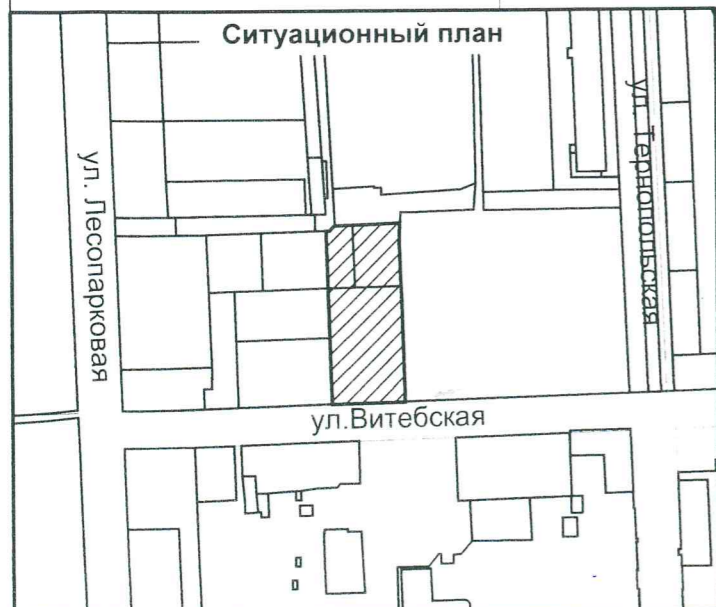 Ситуационный план
ул. Лесопарковая
ул. Тернопольская
ул.Витебская